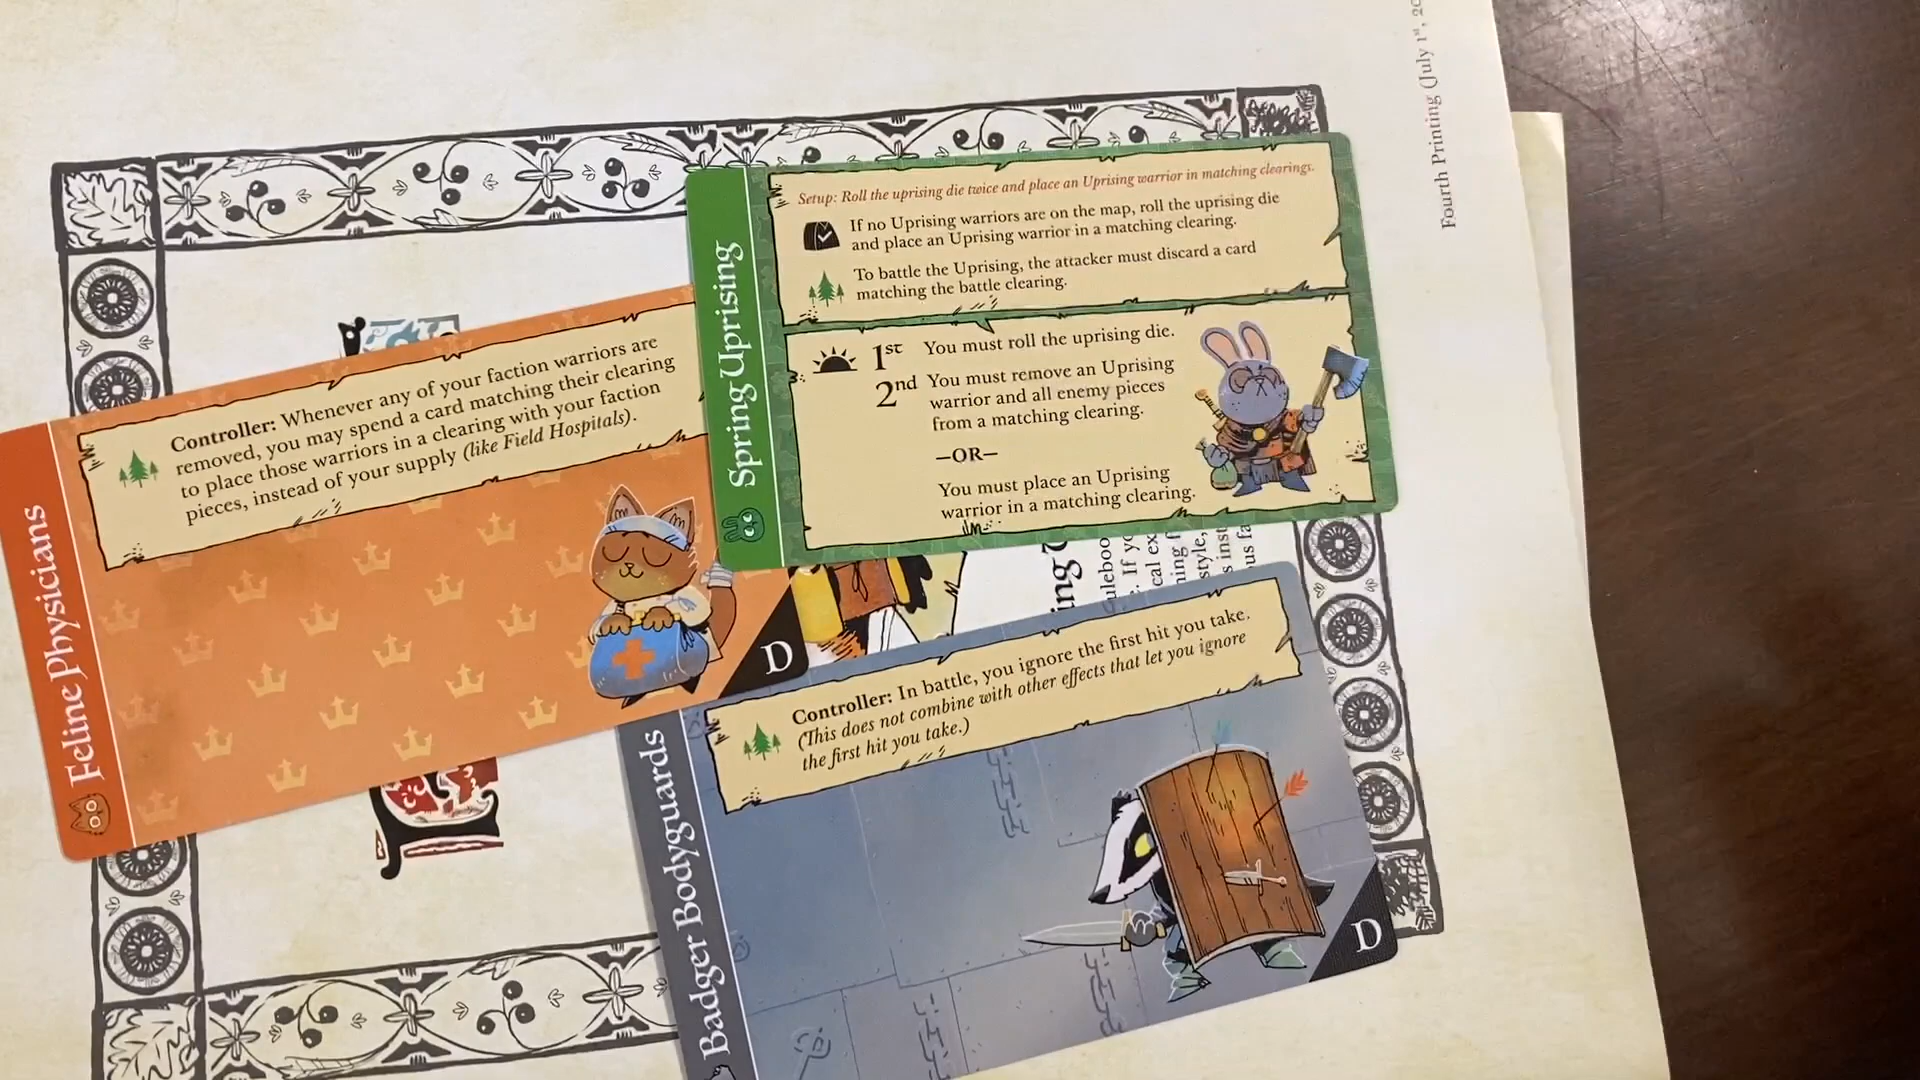 Fourth Printing (July 1st, 20
Spring Uprising
Setup: Roll the uprising die twice and place an Uprising warrior in matching clearings.
If no Uprising warriors are on the map, roll the uprising die
and place an Uprising warrior in a matching clearing.
To battle the Uprising, the attacker must discard a card
matching the battle clearing.
1st You must roll the uprising die.
2nd You must remove an Uprising
warrior and all enemy pieces
from a matching clearing.
—OR—
You must place an Uprising
warrior in a matching clearing.
Feline Physicians
Controller: Whenever any of your faction warriors are
removed, you may spend a card matching their clearing
to place those warriors in a clearing with your faction
pieces, instead of your supply (like Field Hospitals).
D
Badger Bodyguards
Controller: In battle, you ignore the first hit you take.
(This does not combine with other effects that let you ignore
the first hit you take.)
D